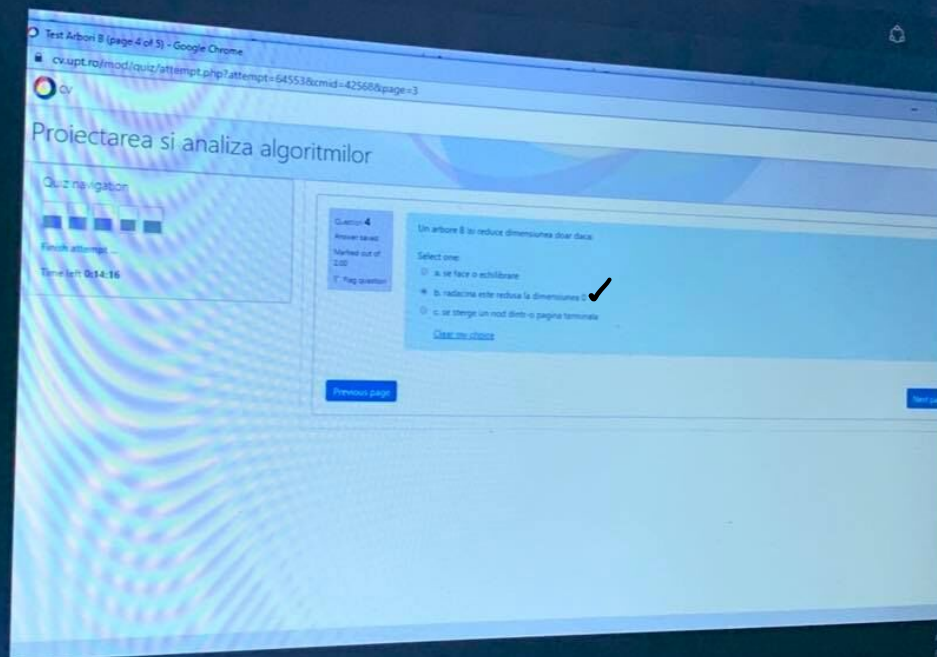 Test Arbori B (page 4 of 5) - Google Chrome
cv.upt.ro/mod/quiz/attempt.php?attempt=64553&cmid=42568&page=3
CV
Proiectarea si analiza algoritmilor
Quiz navigation
Finish attempt ...
Time left 0:14:16
Question 4
Answer saved
Marked out of
2.00
Flag question
Un arbore B isi reduce dimensiunea doar daca:
Select one:
a. se face o echilibrare
b. radacina este redusa la dimensiunea 0
c. se sterge un nod dintr-o pagina terminala
Clear my choice
Previous page
Next